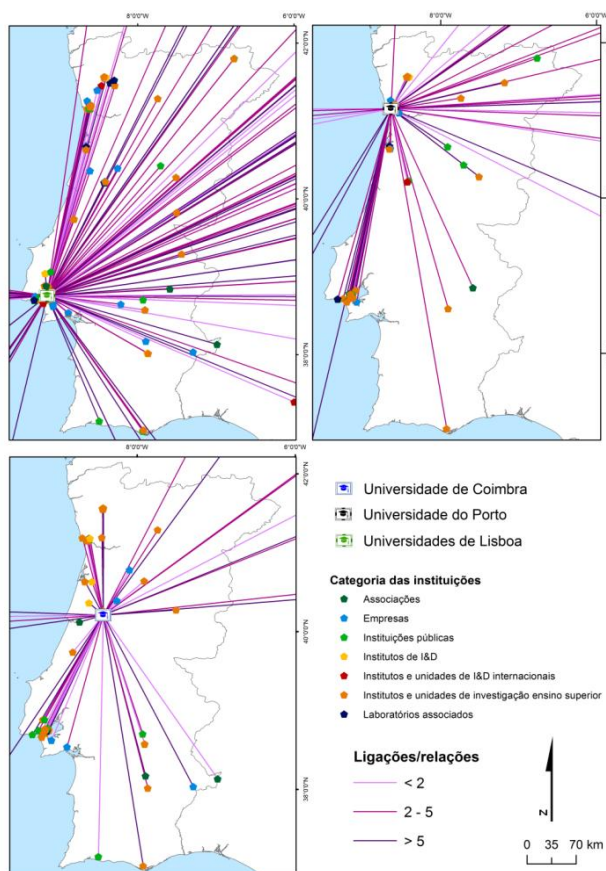 8°0'0"W 6°0'0"W
8°0'0"W 6°0'0"W
42°0'0"N
40°0'0"N
38°0'0"N
8°0'0"W 6°0'0"W
42°0'0"N
40°0'0"N
38°0'0"N
Universidade de Coimbra
Universidade do Porto
Universidades de Lisboa
Categoria das instituições
Associações
Empresas
Instituições públicas
Institutos de I&D
Institutos e unidades de I&D internacionais
Institutos e unidades de investigação ensino superior
Laboratórios associados
Ligações/relações
< 2
2 - 5
> 5
N
0 35 70 km